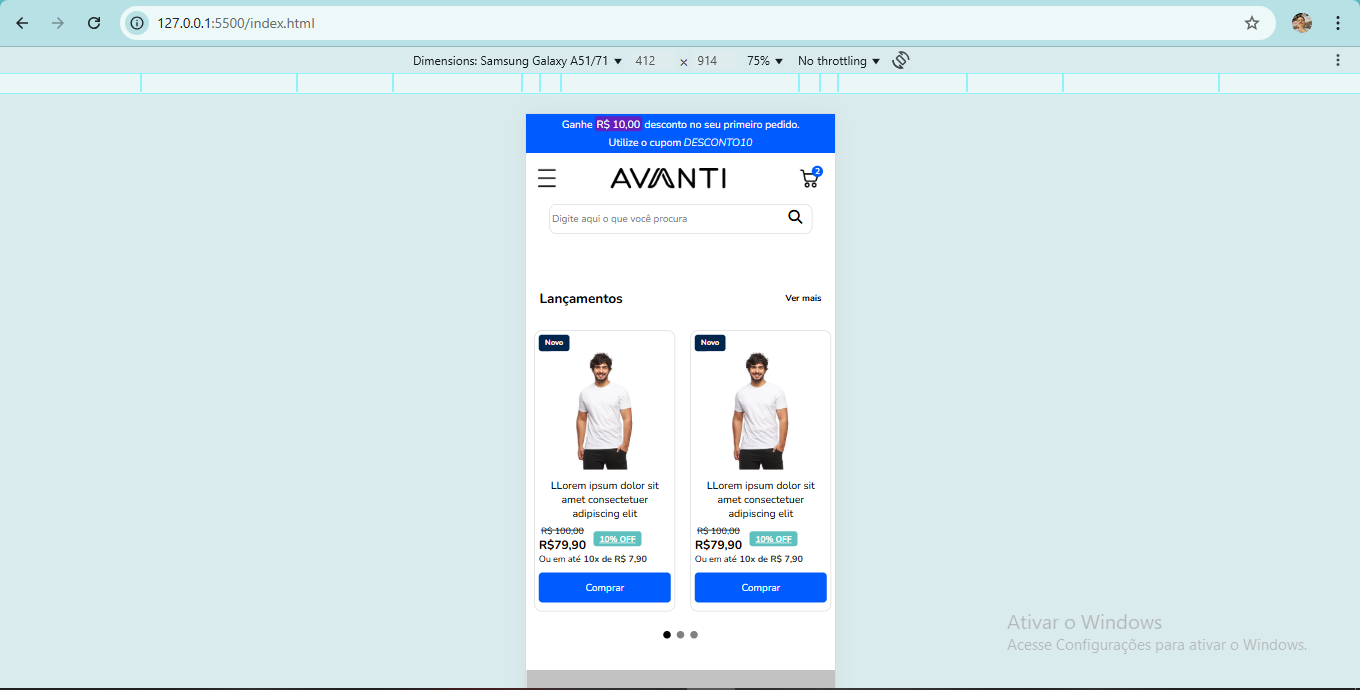 127.0.0.1:5500/index.html
Dimensions: Samsung Galaxy A51/71 ▼ 412 × 914 75% ▼ No throttling ▼
Ganhe R$ 10,00 desconto no seu primeiro pedido.
Utilize o cupom DESCONTO10
AVANTI
2
Digite aqui o que você procura
Lançamentos Ver mais
Novo Novo
LLorem ipsum dolor sit LLorem ipsum dolor sit
amet consectetuer amet consectetuer
adipiscing elit adipiscing elit
R$ 100,00 R$ 100,00
R$79,90 10% OFF R$79,90 10% OFF
Ou em até 10x de R$ 7,90 Ou em até 10x de R$ 7,90
Comprar Comprar
Ativar o Windows
Acesse Configurações para ativar o Windows.